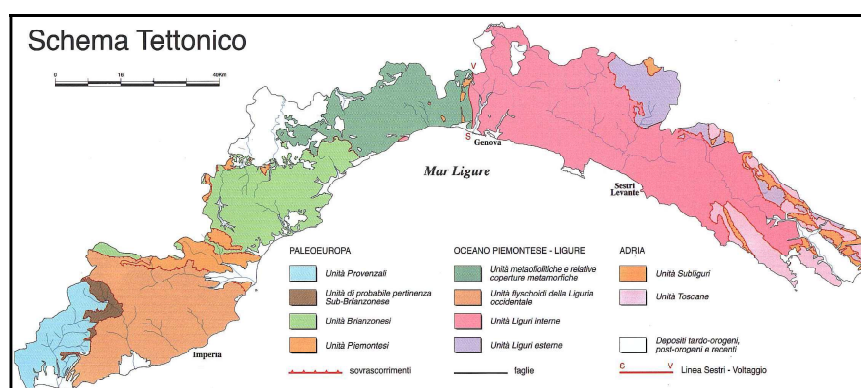 Schema Tettonico
0
40Km
V
S
Genova
Mar Ligure
Sestri
Levante
Imperia
PALEOEUROPA
Unità Provenzali
Unità di probabile pertinenza
Sub-Brianzonese
Unità Brianzonesi
Unità Piemontesi
sovrascorrimenti
OCEANO PIEMONTESE - LIGURE
Unità metaofiolitiche e relative
coperture metamorfiche
Unità flyschoidi della Liguria
occidentale
Unità Liguri interne
Unità Liguri esterne
faglie
ADRIA
Unità Subliguri
Unità Toscane
Depositi tardo-orogeni,
post-orogeni e recenti
V
Linea Sestri - Voltaggio